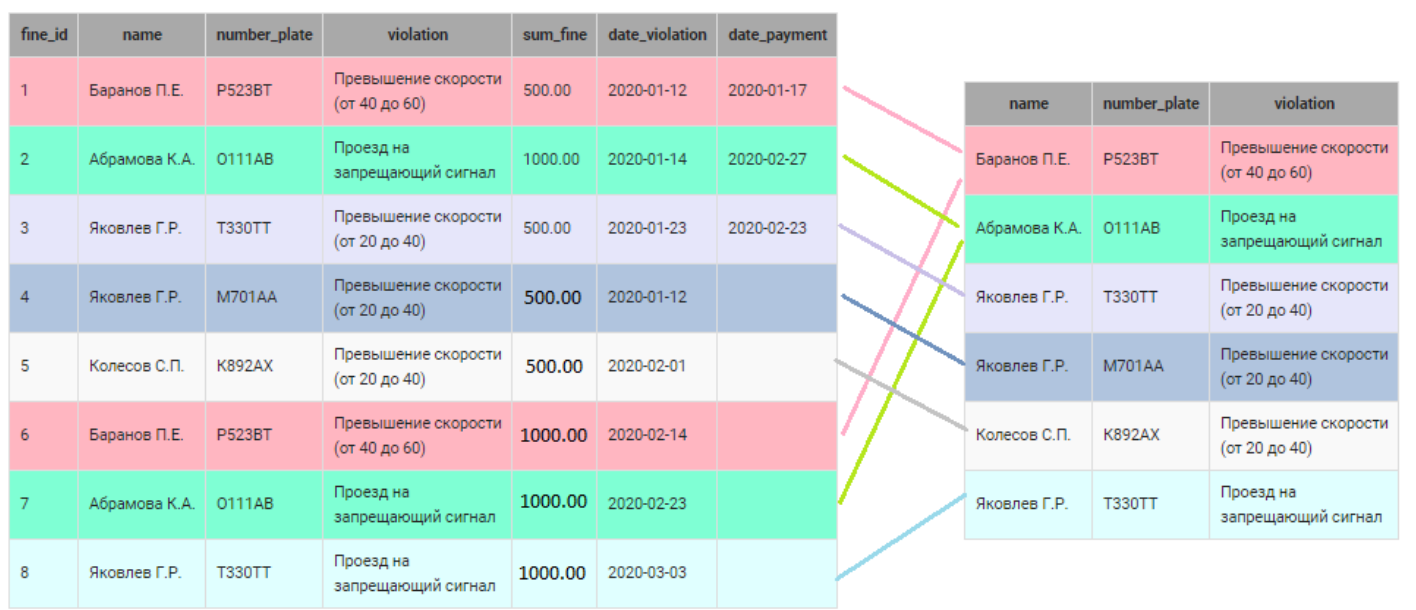 fine_id name number_plate violation sum_fine date_violation date_payment
1 Баранов П.Е. Р523ВТ Превышение скорости (от 40 до 60) 500.00 2020-01-12 2020-01-17
2 Абрамова К.А. О111АВ Проезд на запрещающий сигнал 1000.00 2020-01-14 2020-02-27
3 Яковлев Г.Р. Т330ТТ Превышение скорости (от 20 до 40) 500.00 2020-01-23 2020-02-23
4 Яковлев Г.Р. М701АА Превышение скорости (от 20 до 40) 500.00 2020-01-12
5 Колесов С.П. К892АХ Превышение скорости (от 20 до 40) 500.00 2020-02-01
6 Баранов П.Е. Р523ВТ Превышение скорости (от 40 до 60) 1000.00 2020-02-14
7 Абрамова К.А. О111АВ Проезд на запрещающий сигнал 1000.00 2020-02-23
8 Яковлев Г.Р. Т330ТТ Проезд на запрещающий сигнал 1000.00 2020-03-03
name number_plate violation
Баранов П.Е. Р523ВТ Превышение скорости (от 40 до 60)
Абрамова К.А. О111АВ Проезд на запрещающий сигнал
Яковлев Г.Р. Т330ТТ Превышение скорости (от 20 до 40)
Яковлев Г.Р. М701АА Превышение скорости (от 20 до 40)
Колесов С.П. К892АХ Превышение скорости (от 20 до 40)
Яковлев Г.Р. Т330ТТ Проезд на запрещающий сигнал